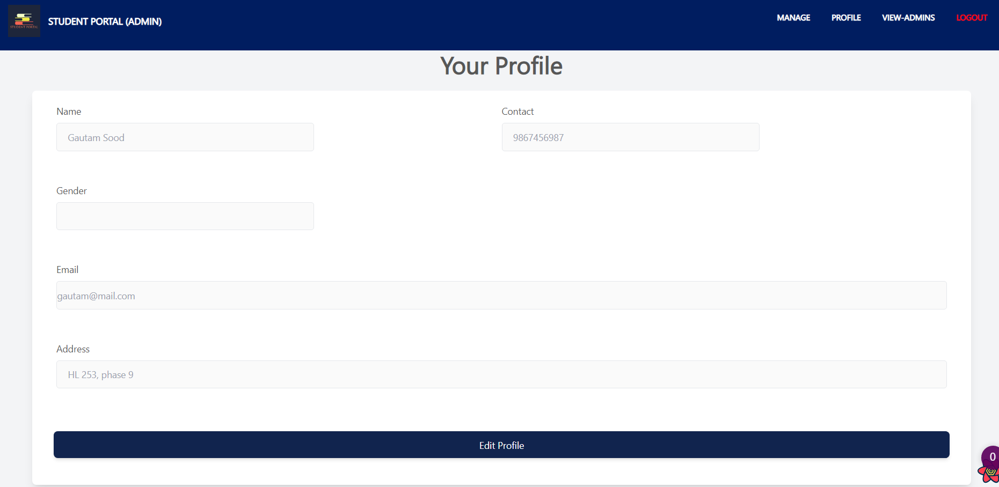 STUDENT PORTAL
STUDENT PORTAL (ADMIN)
MANAGE PROFILE VIEW-ADMINS LOGOUT
Your Profile
Name Contact
Gautam Sood 9867456987
Gender
Email
gautam@mail.com
Address
HL 253, phase 9
Edit Profile
0